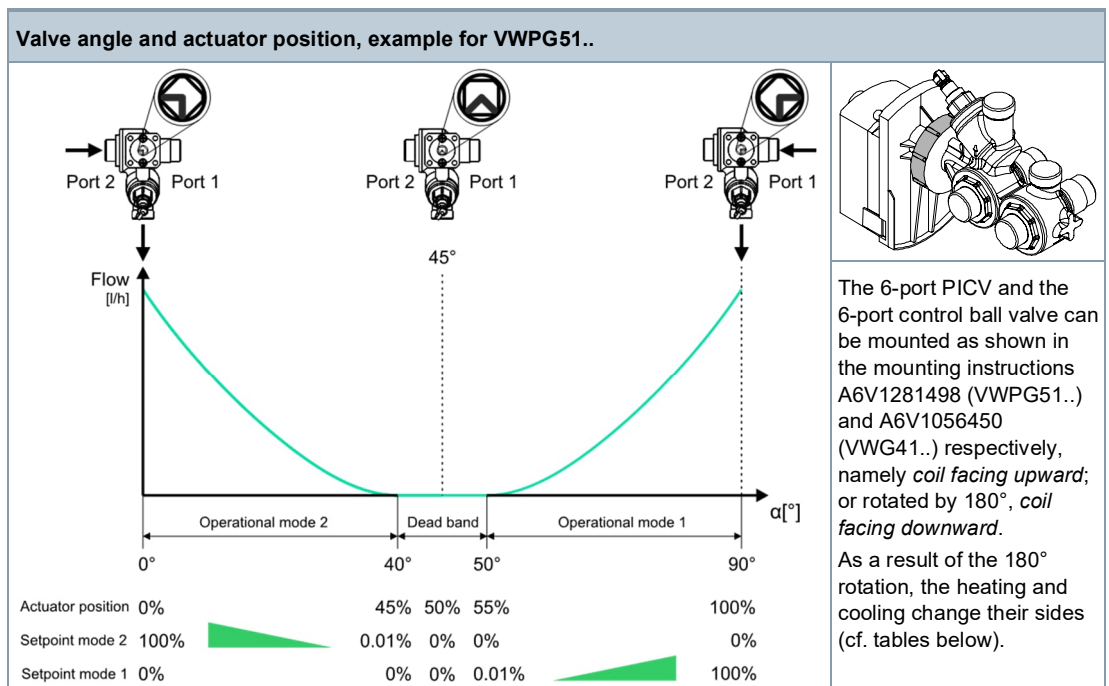 Valve angle and actuator position, example for VWPG51..
Port 2 Port 1
Port 2 Port 1
Port 2 Port 1
45°
Flow
[l/h]
α[°]
Operational mode 2 Dead band Operational mode 1
0° 40° 50° 90°
Actuator position 0% 45% 50% 55% 100%
Setpoint mode 2 100% 0.01% 0% 0% 0%
Setpoint mode 1 0% 0% 0% 0.01% 100%
The 6-port PICV and the
6-port control ball valve can
be mounted as shown in
the mounting instructions
A6V1281498 (VWPG51..)
and A6V1056450
(VWG41..) respectively,
namely coil facing upward;
or rotated by 180°, coil
facing downward.
As a result of the 180°
rotation, the heating and
cooling change their sides
(cf. tables below).